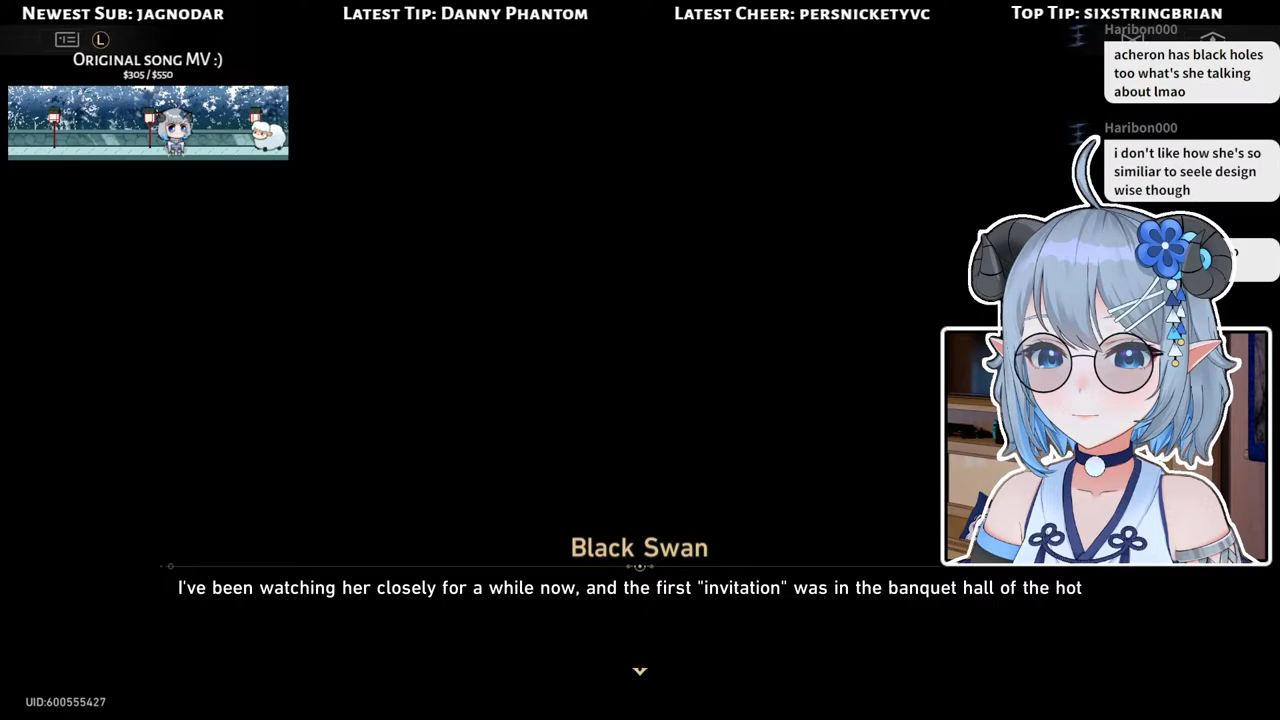 Newest Sub: jagnodar
Latest Tip: Danny Phantom
Latest Cheer: persnicketyvc
Top Tip: sixstringbrian
L
Original song MV :)
$305 / $550
Haribon000
acheron has black holes
too what's she talking
about lmao
Haribon000
i don't like how she's so
similiar to seele design
wise though
Black Swan
I've been watching her closely for a while now, and the first "invitation" was in the banquet hall of the hot
UID:600555427